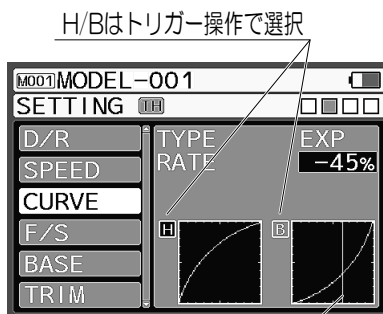 H/Bはトリガー操作で選択
M001 MODEL-001
SETTING TH
D/R
SPEED
CURVE
F/S
BASE
TRIM
TYPE EXP
RATE -45%
H B